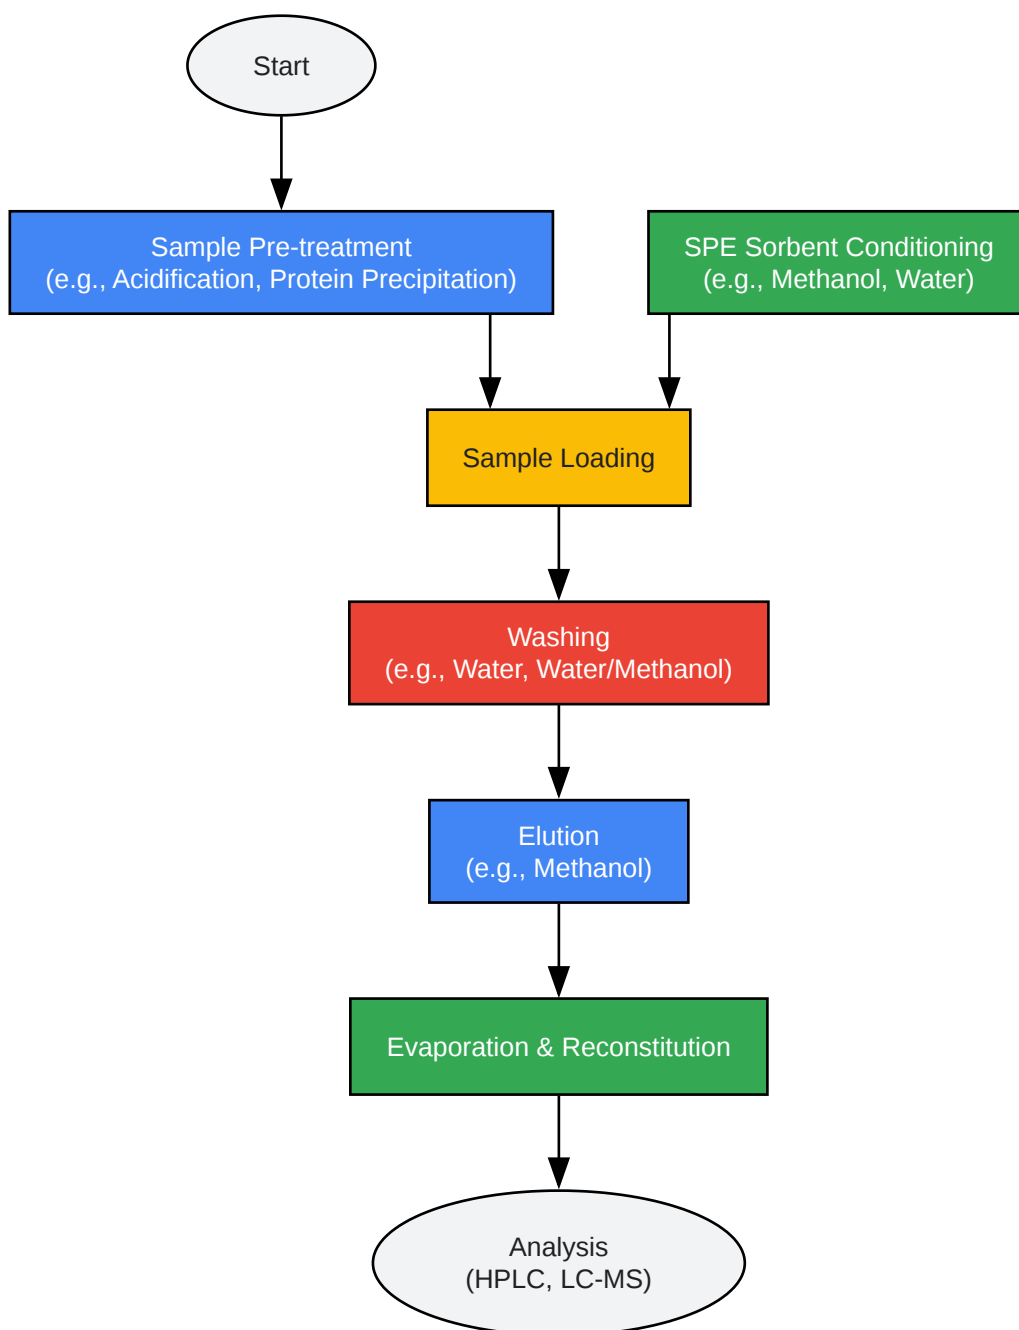 Start
Sample Pre-treatment
(e.g., Acidification, Protein Precipitation)
SPE Sorbent Conditioning
(e.g., Methanol, Water)
Sample Loading
Washing
(e.g., Water, Water/Methanol)
Elution
(e.g., Methanol)
Evaporation & Reconstitution
Analysis
(HPLC, LC-MS)